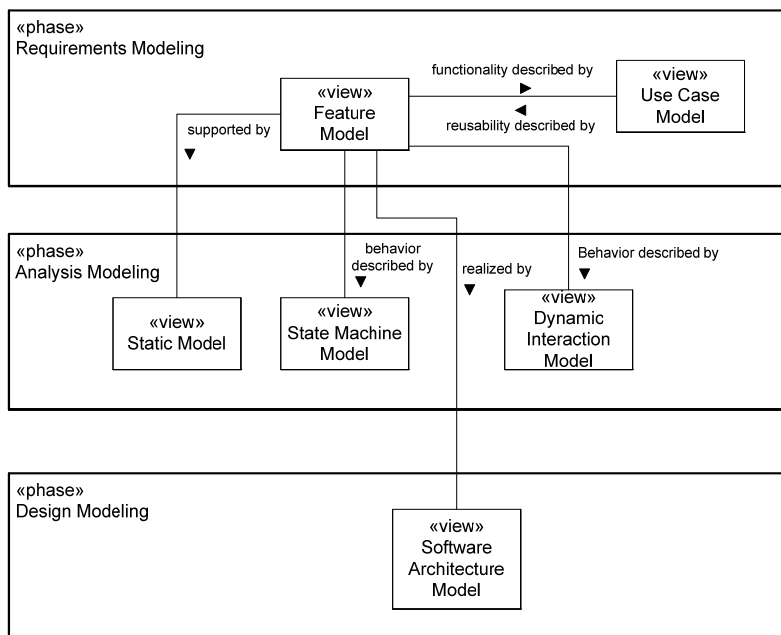 «phase»
Requirements Modeling
functionality described by
«view»
Feature
Model
«view»
Use Case
Model
supported by
reusability described by
«phase»
Analysis Modeling
behavior
described by
realized by
Behavior described by
«view»
Static Model
«view»
State Machine
Model
«view»
Dynamic
Interaction
Model
«phase»
Design Modeling
«view»
Software
Architecture
Model